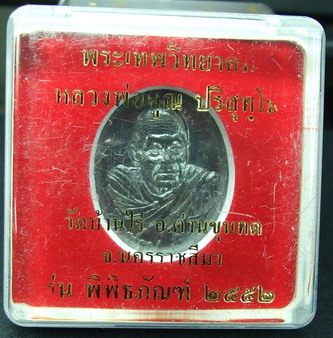 พระเทพวิทยาคม
หลวงพ่อคูณ ปริสุทฺโธ
วัดบ้านไร่ อ.ด่านขุนทด
จ.นครราชสีมา
รุ่น พิพิธภัณฑ์ ๒๕๕๒